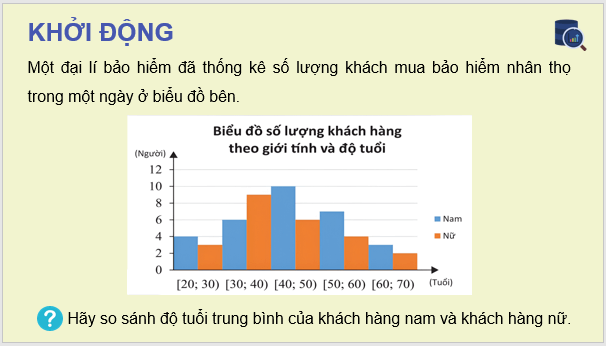 KHỞI ĐỘNG
Một đại lí bảo hiểm đã thống kê số lượng khách mua bảo hiểm nhân thọ
trong một ngày ở biểu đồ bên.
Biểu đồ số lượng khách hàng
theo giới tính và độ tuổi
(Người)
12
10
8
6
4
2
0
Nam
Nữ
[20; 30) [30; 40) [40; 50) [50; 60) [60; 70) (Tuổi)
? Hãy so sánh độ tuổi trung bình của khách hàng nam và khách hàng nữ.